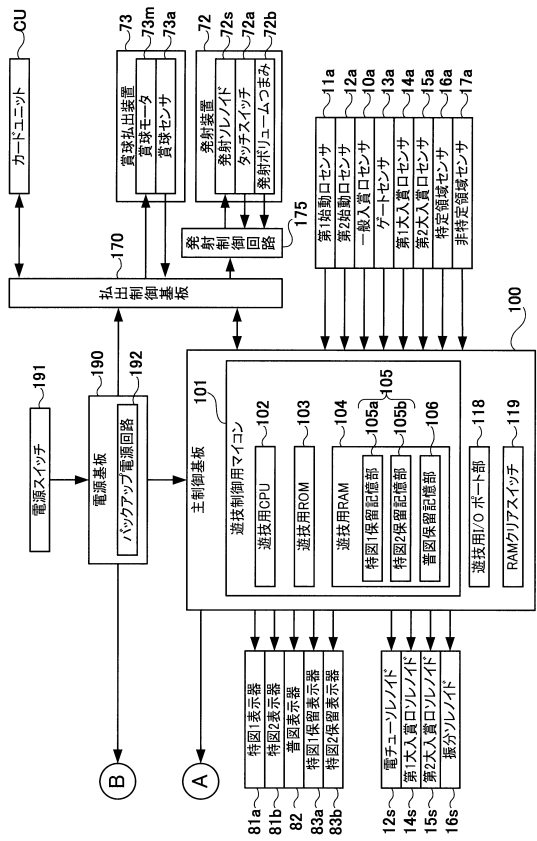 電源スイッチ
191
電源基板
190
バックアップ電源回路
192
B
A
払出制御基板
170
カードユニット
CU
賞球払出装置
73
賞球モータ
73m
賞球センサ
73a
発射装置
72
発射ソレノイド
72s
タッチスイッチ
72a
発射ボリュームつまみ
72b
発射制御回路
175
主制御基板
100
遊技制御用マイコン
101
遊技用CPU
102
遊技用ROM
103
遊技用RAM
104
特図1保留記憶部
105a
特図2保留記憶部
105b
105
普図保留記憶部
106
遊技用I/Oポート部
118
RAMクリアスイッチ
119
第1始動口センサ
11a
第2始動口センサ
12a
一般入賞口センサ
10a
ゲートセンサ
13a
第1大入賞口センサ
14a
第2大入賞口センサ
15a
特定領域センサ
16a
非特定領域センサ
17a
特図1表示器
81a
特図2表示器
81b
普図表示器
82
特図1保留表示器
83a
特図2保留表示器
83b
電チューソレノイド
12s
第1大入賞口ソレノイド
14s
第2大入賞口ソレノイド
15s
振分ソレノイド
16s